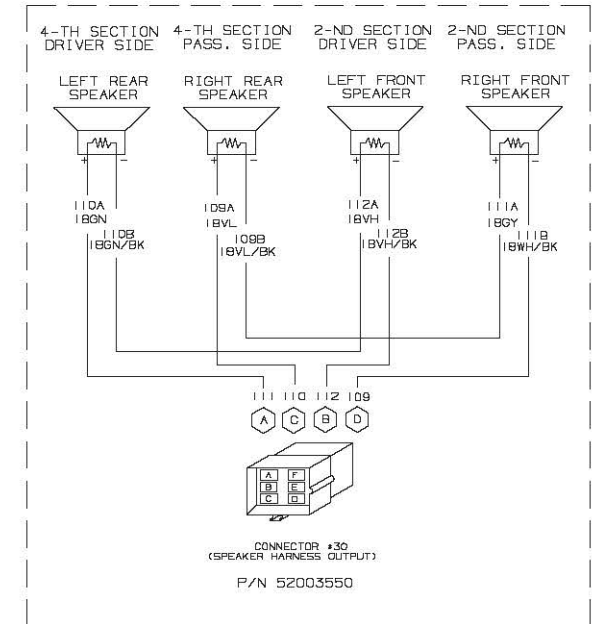 4-TH SECTION DRIVER SIDE
4-TH SECTION PASS. SIDE
2-ND SECTION DRIVER SIDE
2-ND SECTION PASS. SIDE
LEFT REAR SPEAKER
RIGHT REAR SPEAKER
LEFT FRONT SPEAKER
RIGHT FRONT SPEAKER
+ -
+ -
+ -
+ -
110A
18GN
110B
18GN/BK
109A
18VL
109B
18VL/BK
112A
18VH
112B
18VH/BK
111A
18GY
111B
18WH/BK
111 110 112 109
A C B D
A F
B E
C D
CONNECTOR #30
(SPEAKER HARNESS OUTPUT)
P/N 52003550